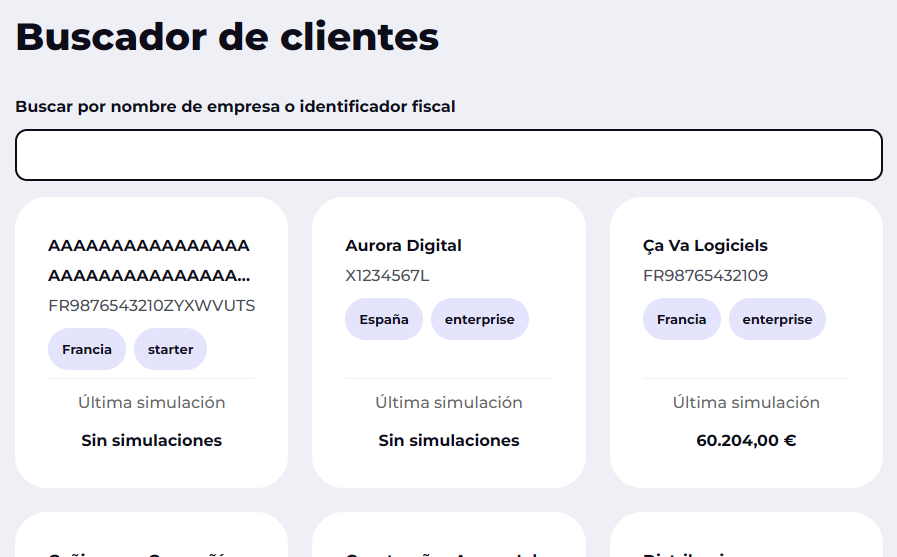 Buscador de clientes
Buscar por nombre de empresa o identificador fiscal
AAAAAAAAAAAAAAAA
AAAAAAAAAAAAAAA...
FR9876543210ZYXWVUTS
Francia
starter
Última simulación
Sin simulaciones
Aurora Digital
X1234567L
España
enterprise
Última simulación
Sin simulaciones
Ça Va Logiciels
FR98765432109
Francia
enterprise
Última simulación
60.204,00 €